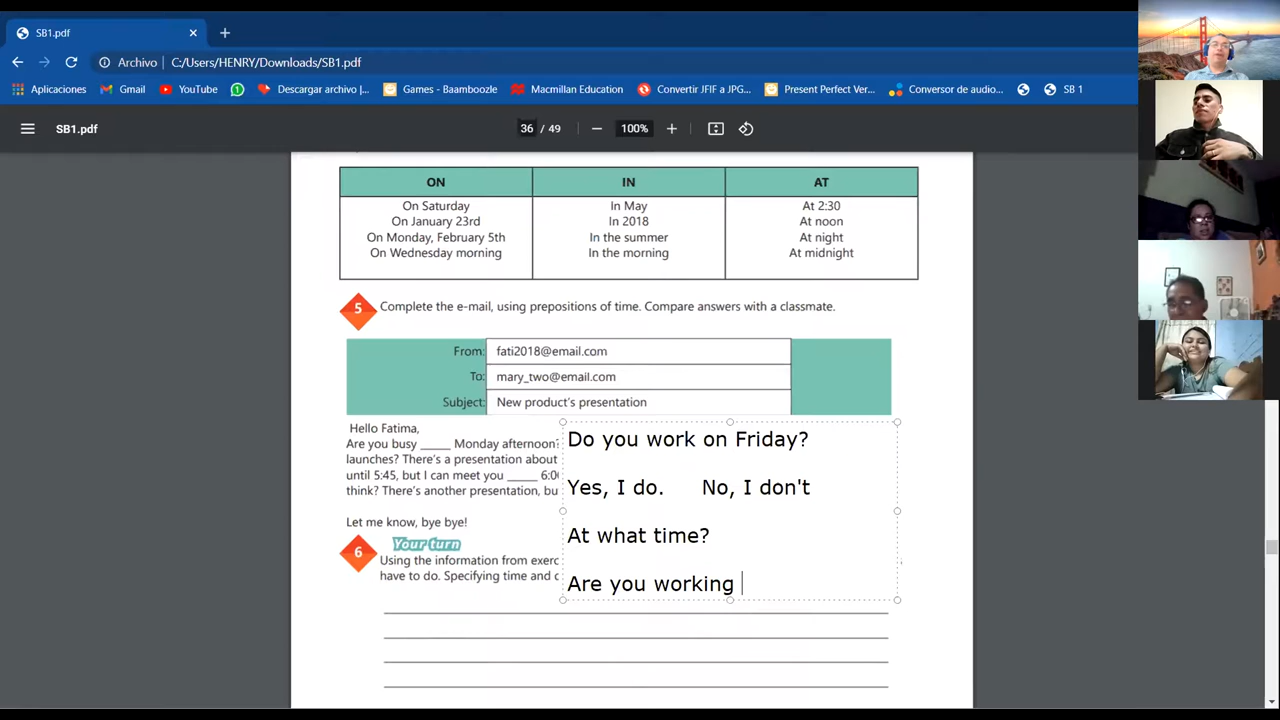 SB1.pdf
Archivo C:/Users/HENRY/Downloads/SB1.pdf
Aplicaciones Gmail YouTube Descargar archivo |... Games - Baamboozle Macmillan Education Convertir JFIF a JPG... Present Perfect Ver... Conversor de audio... SB 1
SB1.pdf 36 / 49 100%
ON IN AT
On Saturday In May At 2:30
On January 23rd In 2018 At noon
On Monday, February 5th In the summer At night
On Wednesday morning In the morning At midnight
5 Complete the e-mail, using prepositions of time. Compare answers with a classmate.
From: fati2018@email.com
To: mary_two@email.com
Subject: New product's presentation
Hello Fatima,
Are you busy _____ Monday afternoon?
launches? There's a presentation about
until 5:45, but I can meet you _____ 6:0
think? There's another presentation, bu
Let me know, bye bye!
Do you work on Friday?
Yes, I do. No, I don't
At what time?
Are you working
Your turn
6 Using the information from exerc
have to do. Specifying time and